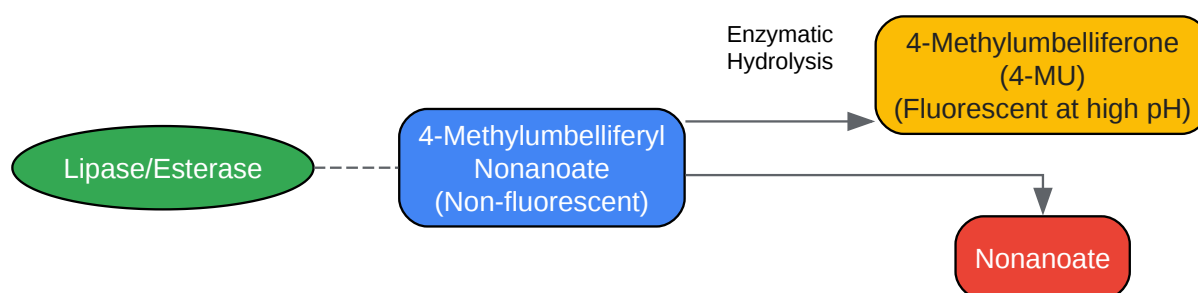 Lipase/Esterase
4-Methylumbelliferyl
Nonanoate
(Non-fluorescent)
Enzymatic
Hydrolysis
4-Methylumbelliferone
(4-MU)
(Fluorescent at high pH)
Nonanoate